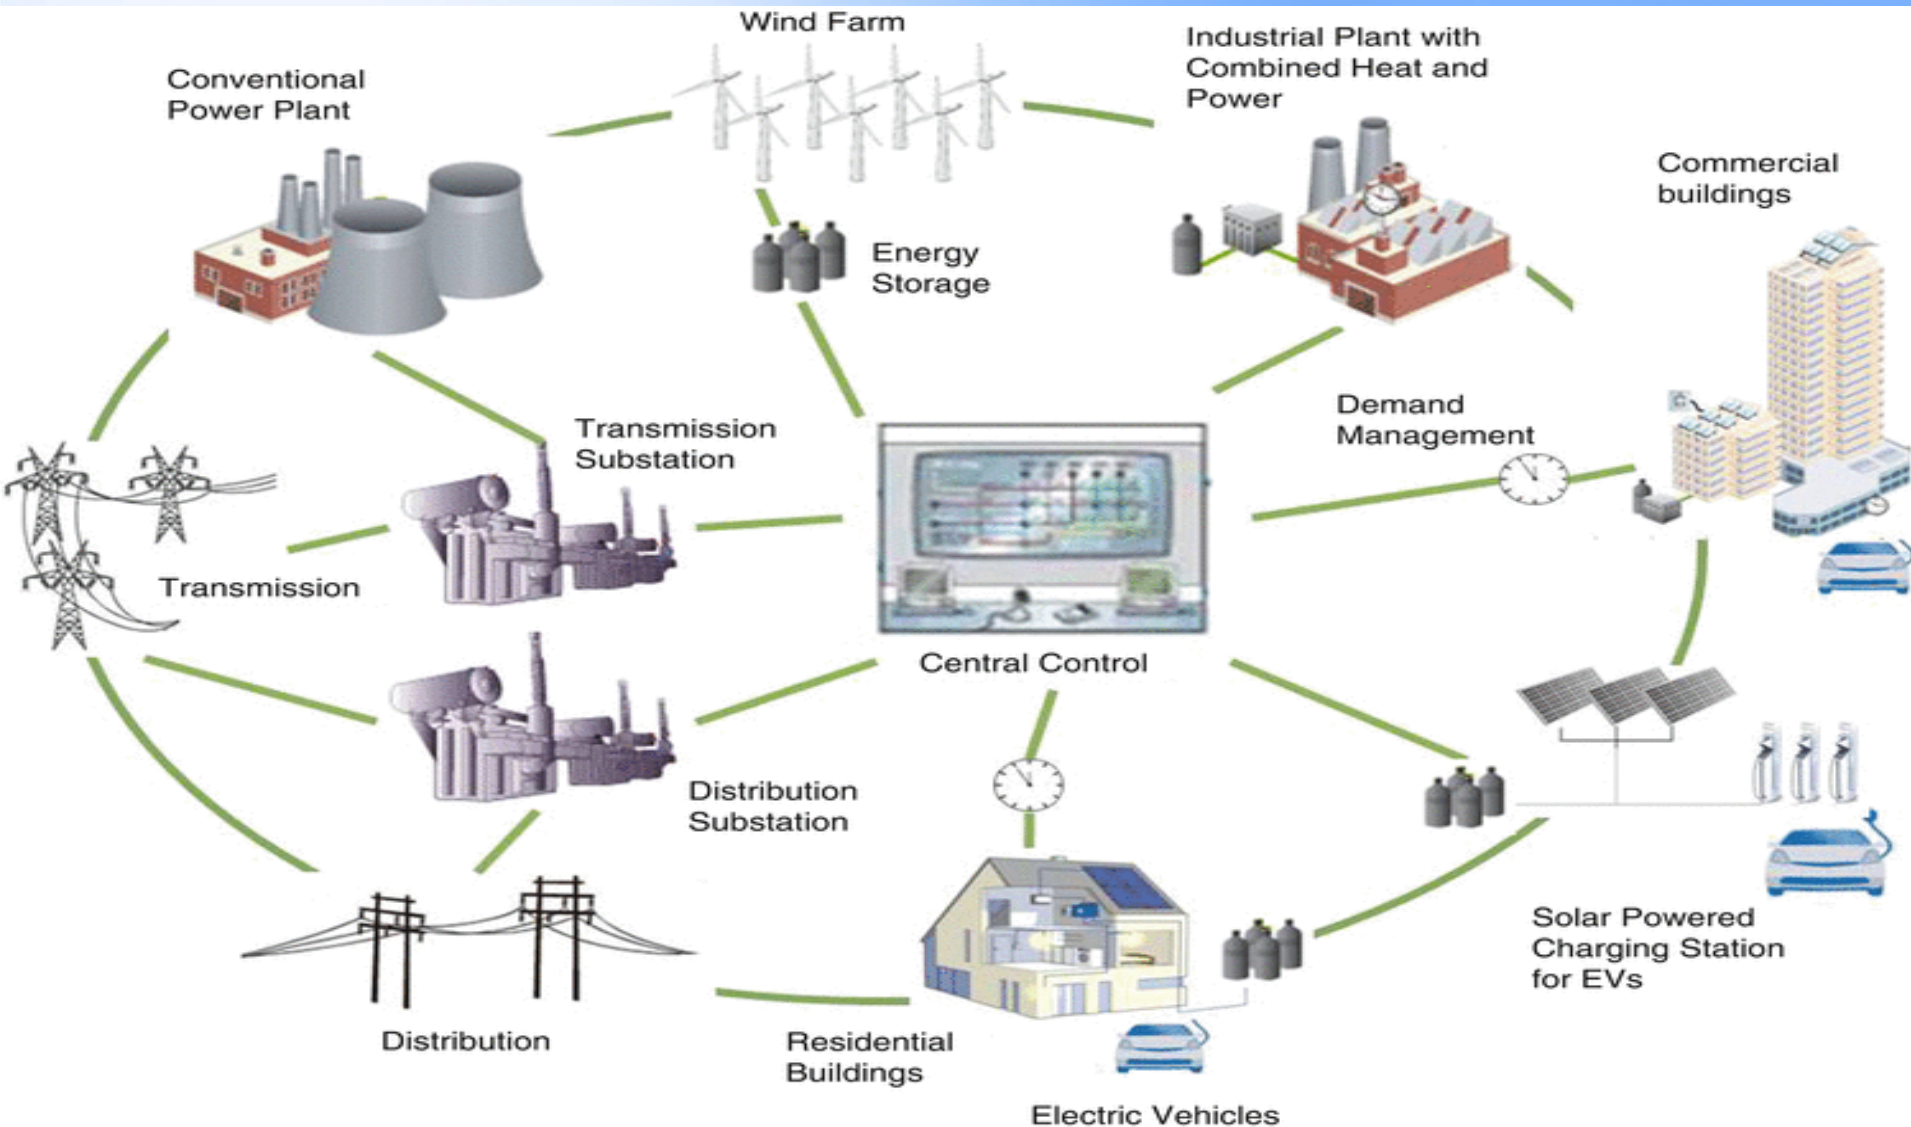 Wind Farm
Industrial Plant with
Combined Heat and
Power
Conventional
Power Plant
Commercial
buildings
Energy
Storage
Demand
Management
Transmission
Substation
Transmission
Central Control
Distribution
Substation
Solar Powered
Charging Station
for EVs
Distribution
Residential
Buildings
Electric Vehicles